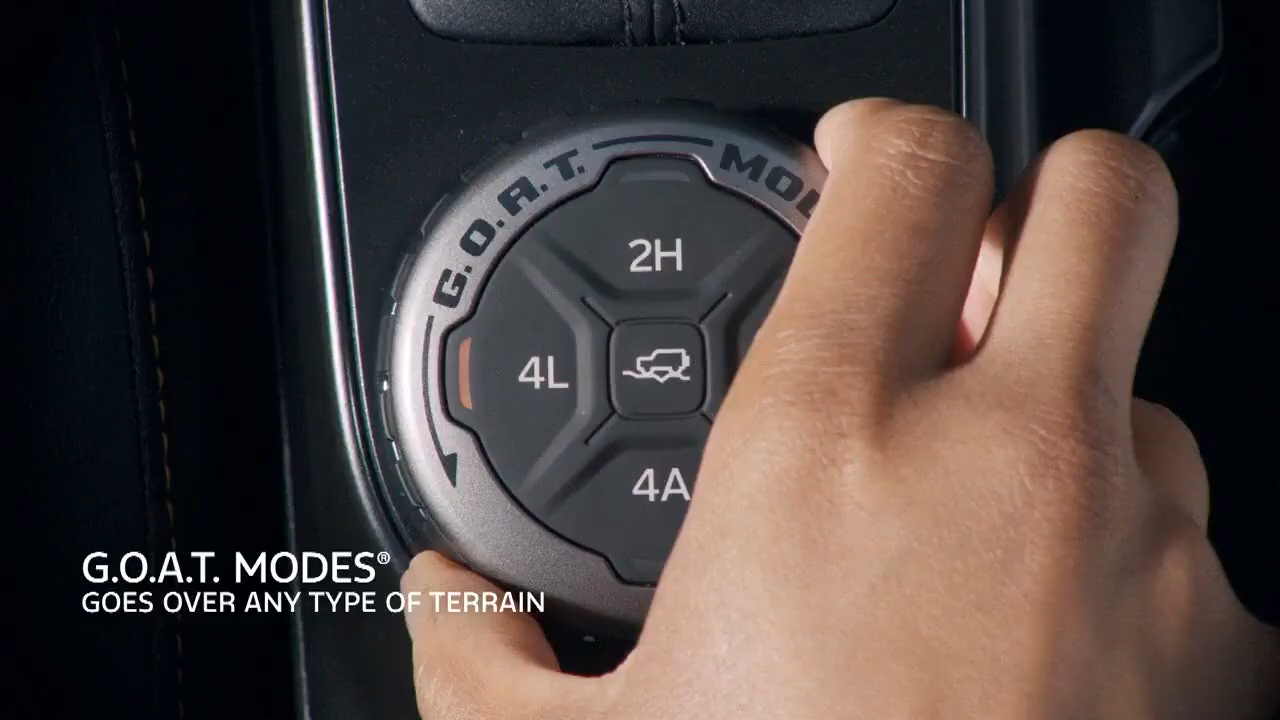 G.O.A.T. MOD
2H
4L
4A
G.O.A.T. MODES®
GOES OVER ANY TYPE OF TERRAIN